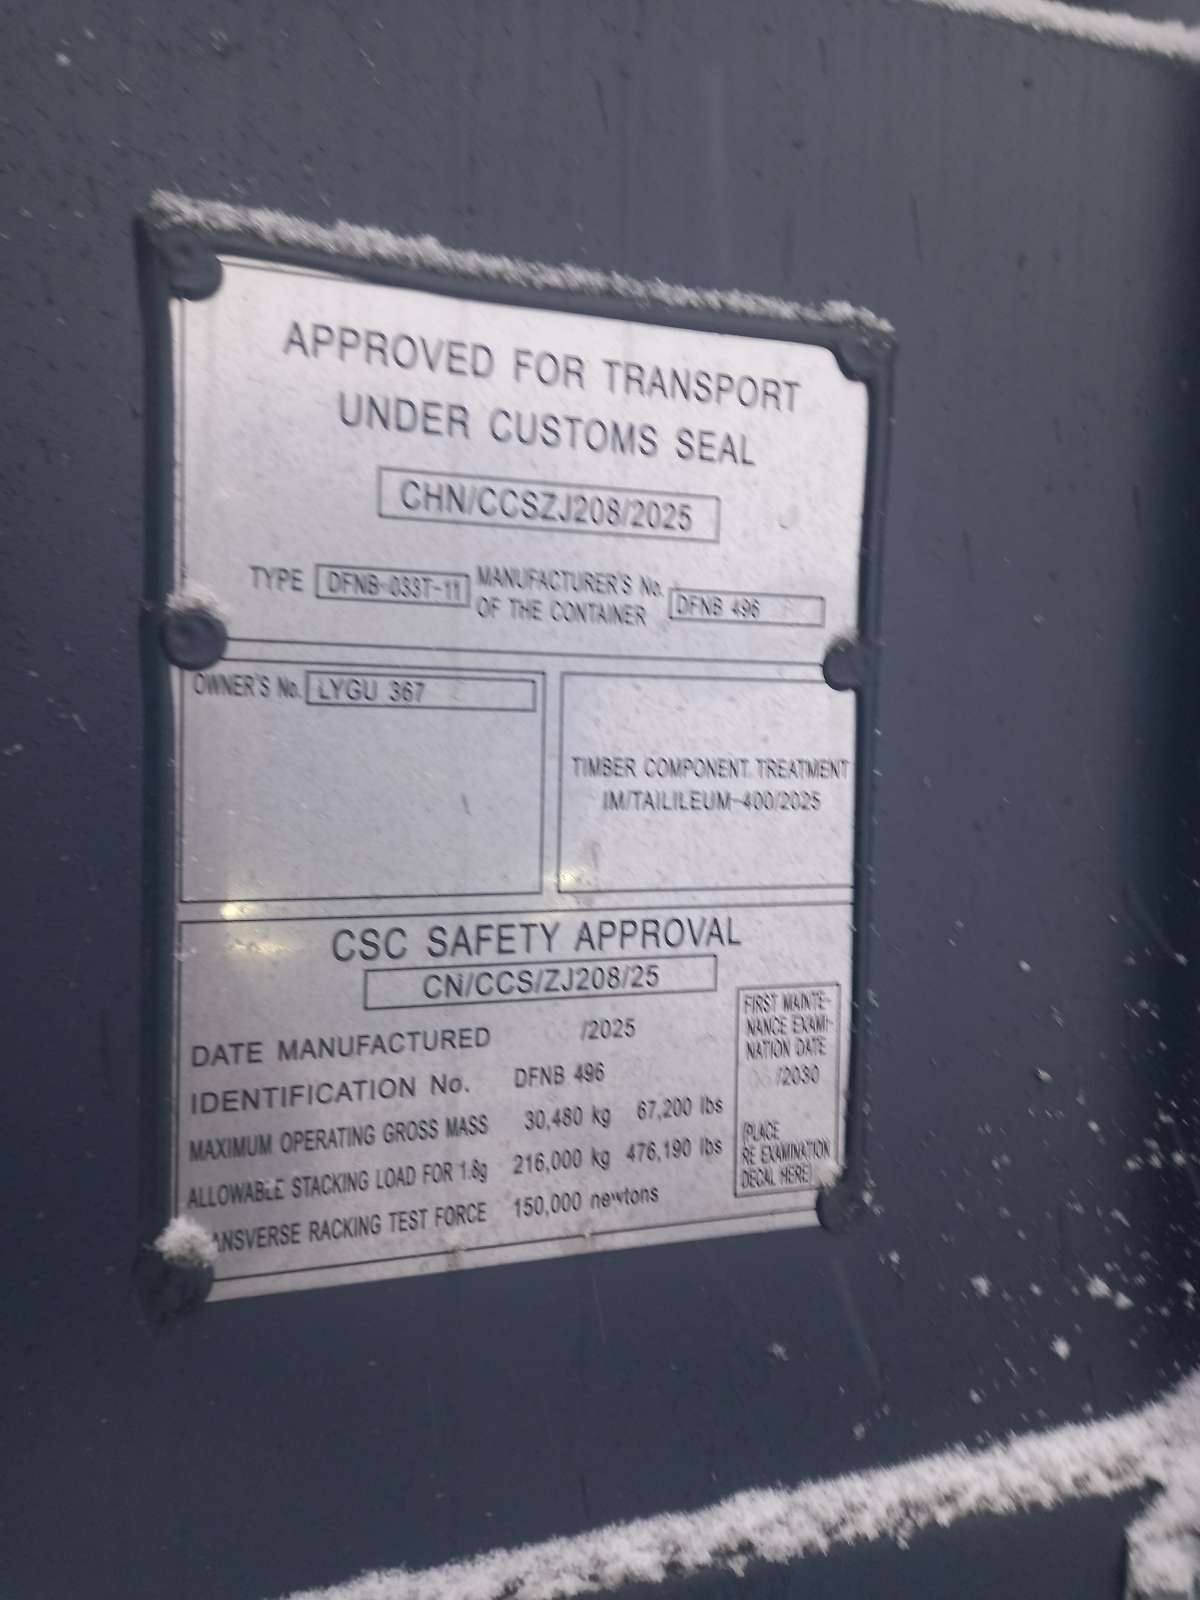 APPROVED FOR TRANSPORT
UNDER CUSTOMS SEAL
CHN/CCSZJ208/2025
TYPE DFNB-033T-11 MANUFACTURER'S No. OF THE CONTAINER DFNB 496
OWNER'S No. LYGU 367
TIMBER COMPONENT TREATMENT
IM/TAILILEUM-400/2025
CSC SAFETY APPROVAL
CN/CCS/ZJ208/25
DATE MANUFACTURED /2025
IDENTIFICATION No. DFNB 496
MAXIMUM OPERATING GROSS MASS 30,480 kg 67,200 lbs
ALLOWABLE STACKING LOAD FOR 1.8g 216,000 kg 476,190 lbs
RACKING TEST FORCE 150,000 newtons
FIRST MAINTE-
NANCE EXAMI-
NATION DATE
/2030
(PLACE
RE EXAMINATION
DECAL HERE)